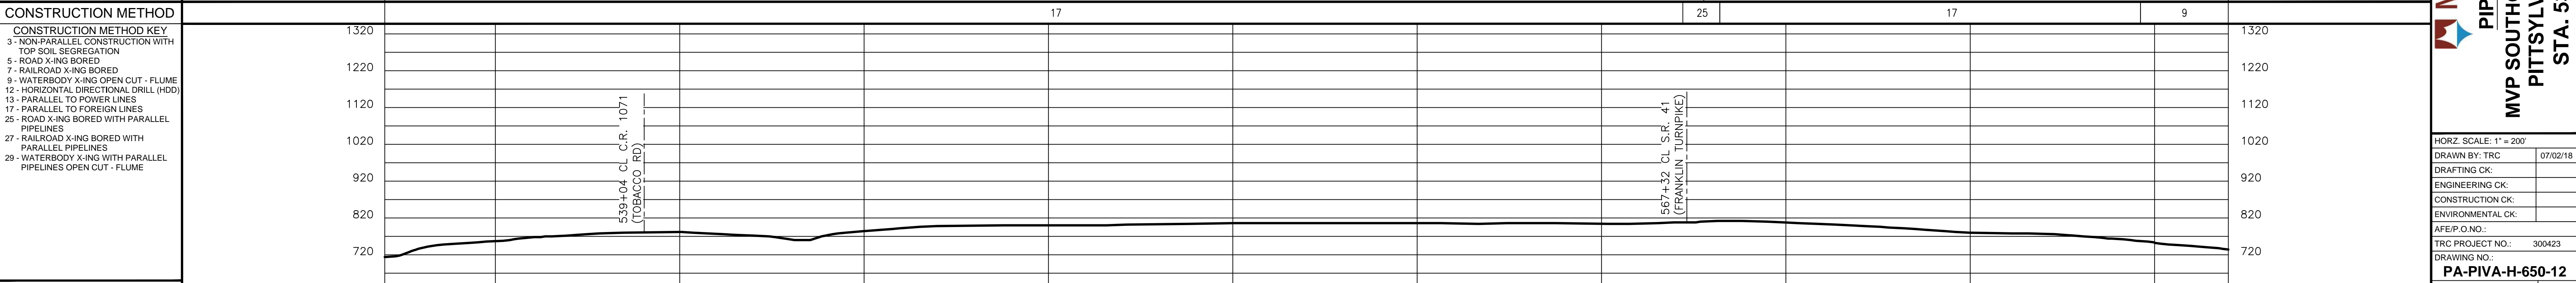 CONSTRUCTION METHOD
17
25
17
9
CONSTRUCTION METHOD KEY
3 - NON-PARALLEL CONSTRUCTION WITH
TOP SOIL SEGREGATION
5 - ROAD X-ING BORED
7 - RAILROAD X-ING BORED
9 - WATERBODY X-ING OPEN CUT - FLUME
12 - HORIZONTAL DIRECTIONAL DRILL (HDD)
13 - PARALLEL TO POWER LINES
17 - PARALLEL TO FOREIGN LINES
25 - ROAD X-ING BORED WITH PARALLEL
PIPELINES
27 - RAILROAD X-ING BORED WITH
PARALLEL PIPELINES
29 - WATERBODY X-ING WITH PARALLEL
PIPELINES OPEN CUT - FLUME
1320
1220
1120
1020
920
820
720
539+04 CL C.R. 1071
(TOBACCO RD)
567+32 CL S.R. 41
(FRANKLIN TURNPIKE)
1320
1220
1120
1020
920
820
720
MVP
HORZ. SCALE: 1" = 200'
DRAWN BY: TRC 07/02/18
DRAFTING CK:
ENGINEERING CK:
CONSTRUCTION CK:
ENVIRONMENTAL CK:
AFE/P.O.NO.:
TRC PROJECT NO.: 300423
DRAWING NO.:
PA-PIVA-H-650-12